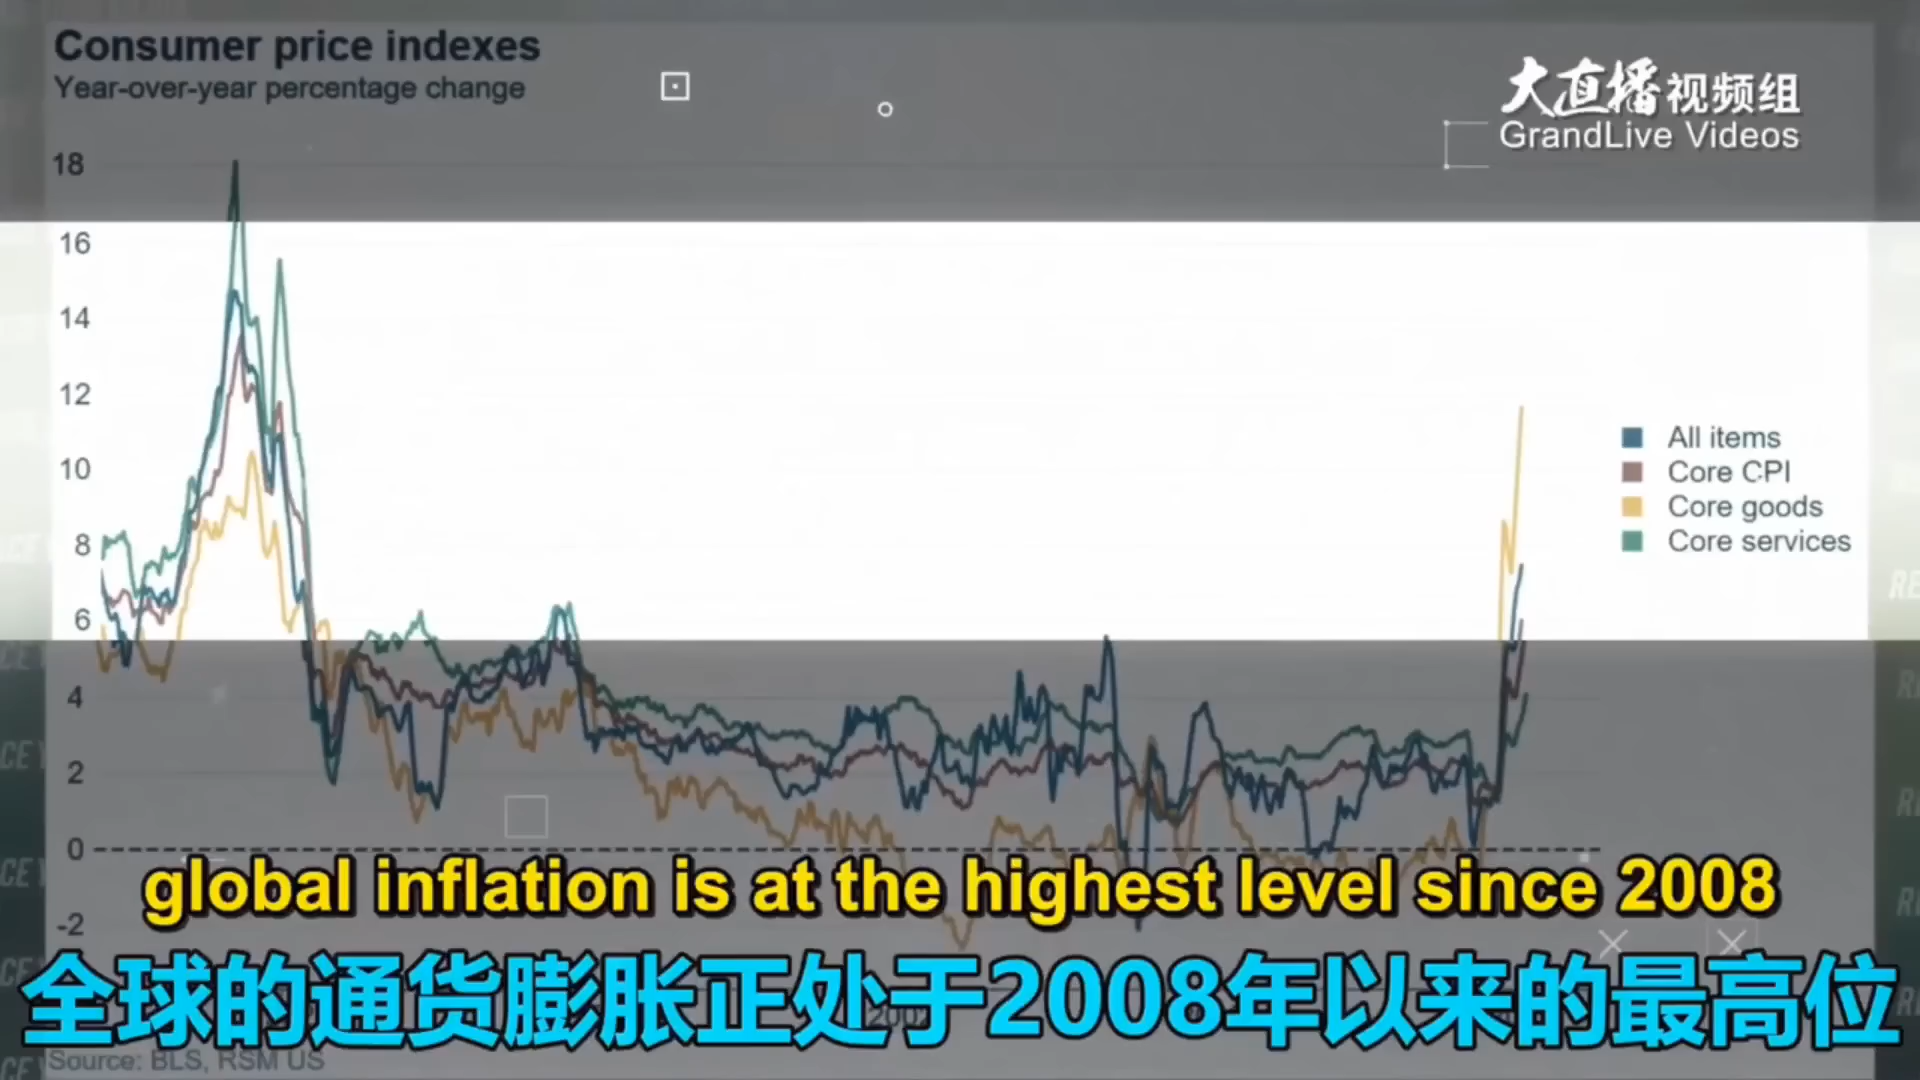 Consumer price indexes
Year-over-year percentage change
大直播视频组
GrandLive Videos
18
16
14
12
10
8
6
4
2
0
-2
All items
Core CPI
Core goods
Core services
global inflation is at the highest level since 2008
全球的通货膨胀正处于2008年以来的最高位
Source: BLS, RSM US